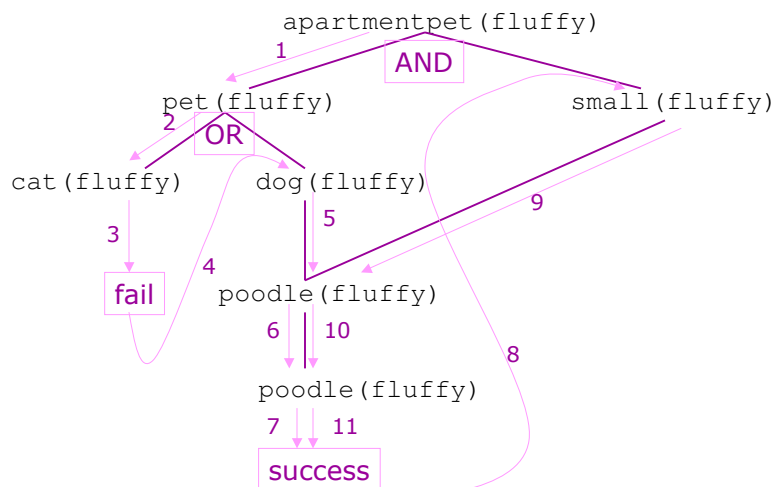 apartmentpet(fluffy)
1
AND
pet(fluffy)
small(fluffy)
2
OR
cat(fluffy)
dog(fluffy)
9
3
5
4
fail
poodle(fluffy)
6
10
8
poodle(fluffy)
7
11
success